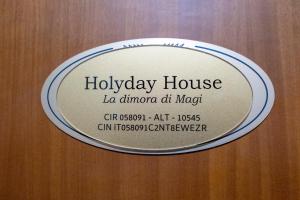 Holyday House
La dimora di Magi
CIR 058091 - ALT - 10545
CIN IT058091C2NT8EWEZR